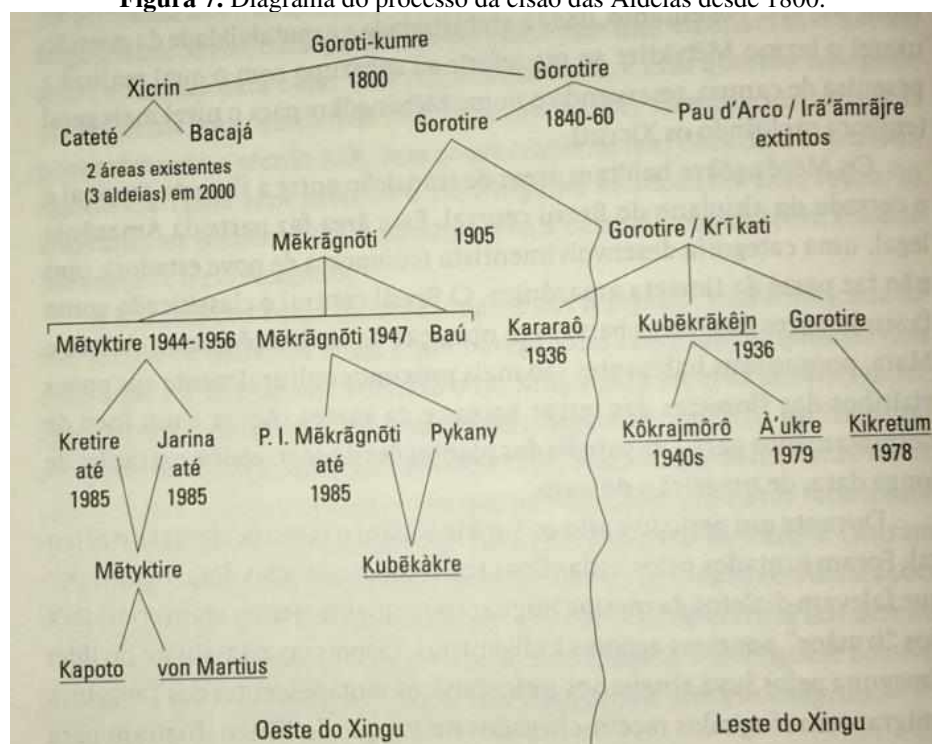 Figura 7. Diagrama do processo da cisão das Aldeias desde 1800.
Goroti-kumre
1800
Xicrin
Gorotire
Cateté
Bacajá
2 áreas existentes
(3 aldeias) em 2000
Gorotire
1840-60
Pau d'Arco / Irã'ãmrãjre
extintos
Mẽkrãgnõti
1905
Gorotire / Krĩkati
Mẽtyktire 1944-1956
Mẽkrãgnõti 1947
Baú
Kararaô
1936
Kubẽkrãkêjn
Gorotire
1936
Kretire
até
1985
Jarina
até
1985
P. I. Mẽkrãgnõti
até
1985
Pykany
Kôkrajmôrô
1940s
À'ukre
1979
Kikretum
1978
Mẽtyktire
Kubẽkàkre
Kapoto
von Martius
Oeste do Xingu
Leste do Xingu